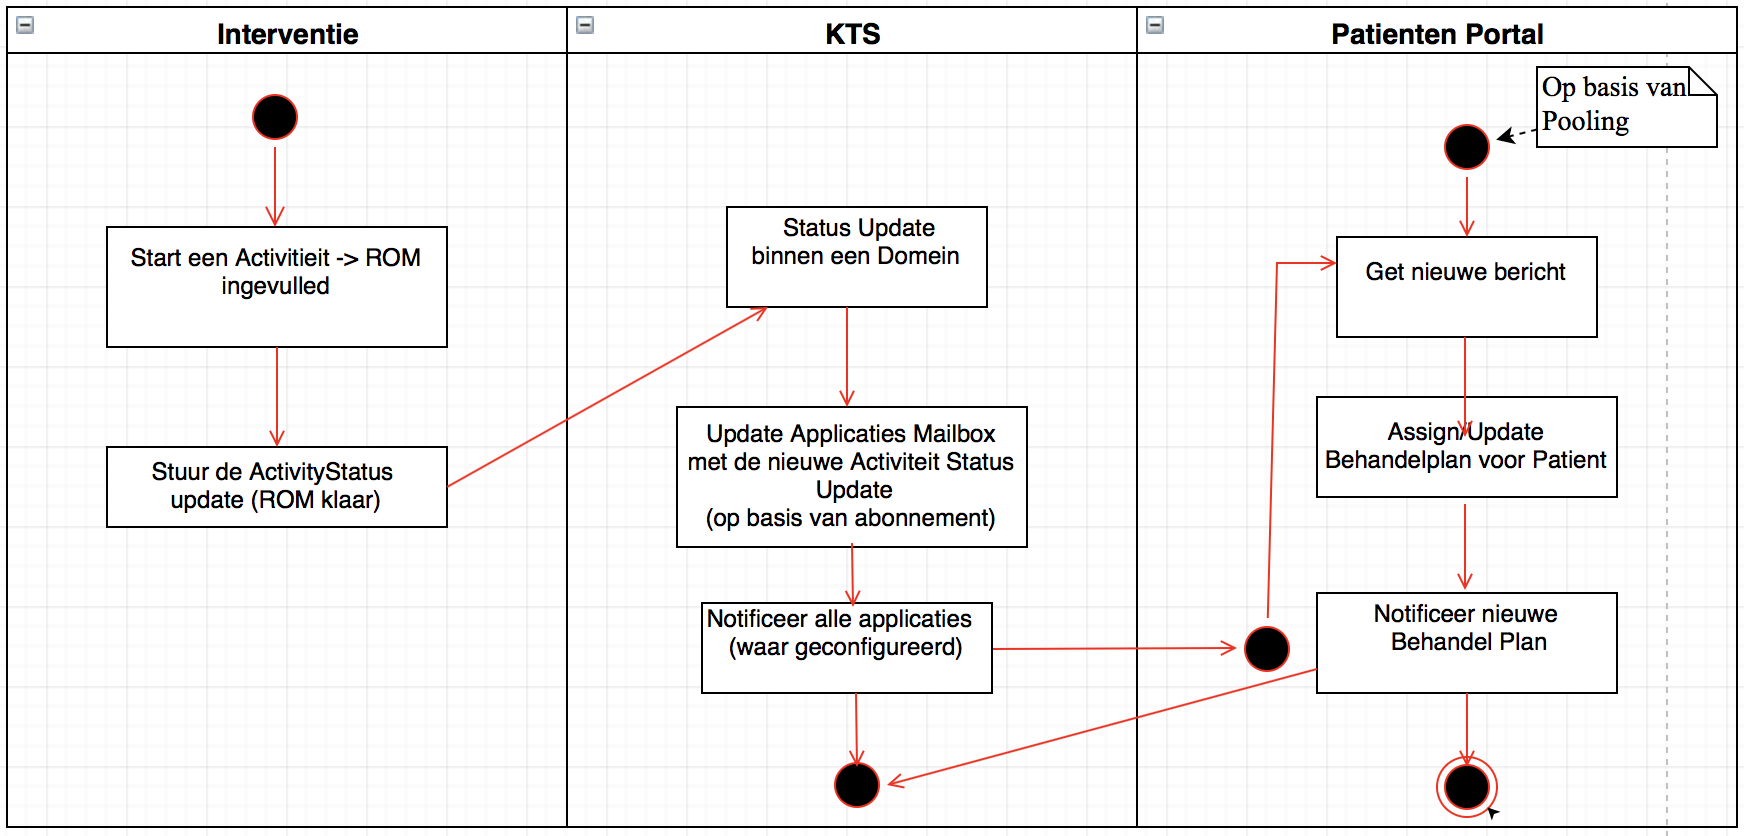 Interventie
KTS
Patienten Portal
Op basis van
Pooling
Start een Activitieit -> ROM
ingevulled
Stuur de ActivityStatus
update (ROM klaar)
Status Update
binnen een Domein
Update Applicaties Mailbox
met de nieuwe Activiteit Status
Update
(op basis van abonnement)
Notificeer alle applicaties
(waar geconfigureerd)
Get nieuwe bericht
Assign/Update
Behandelplan voor Patient
Notificeer nieuwe
Behandel Plan